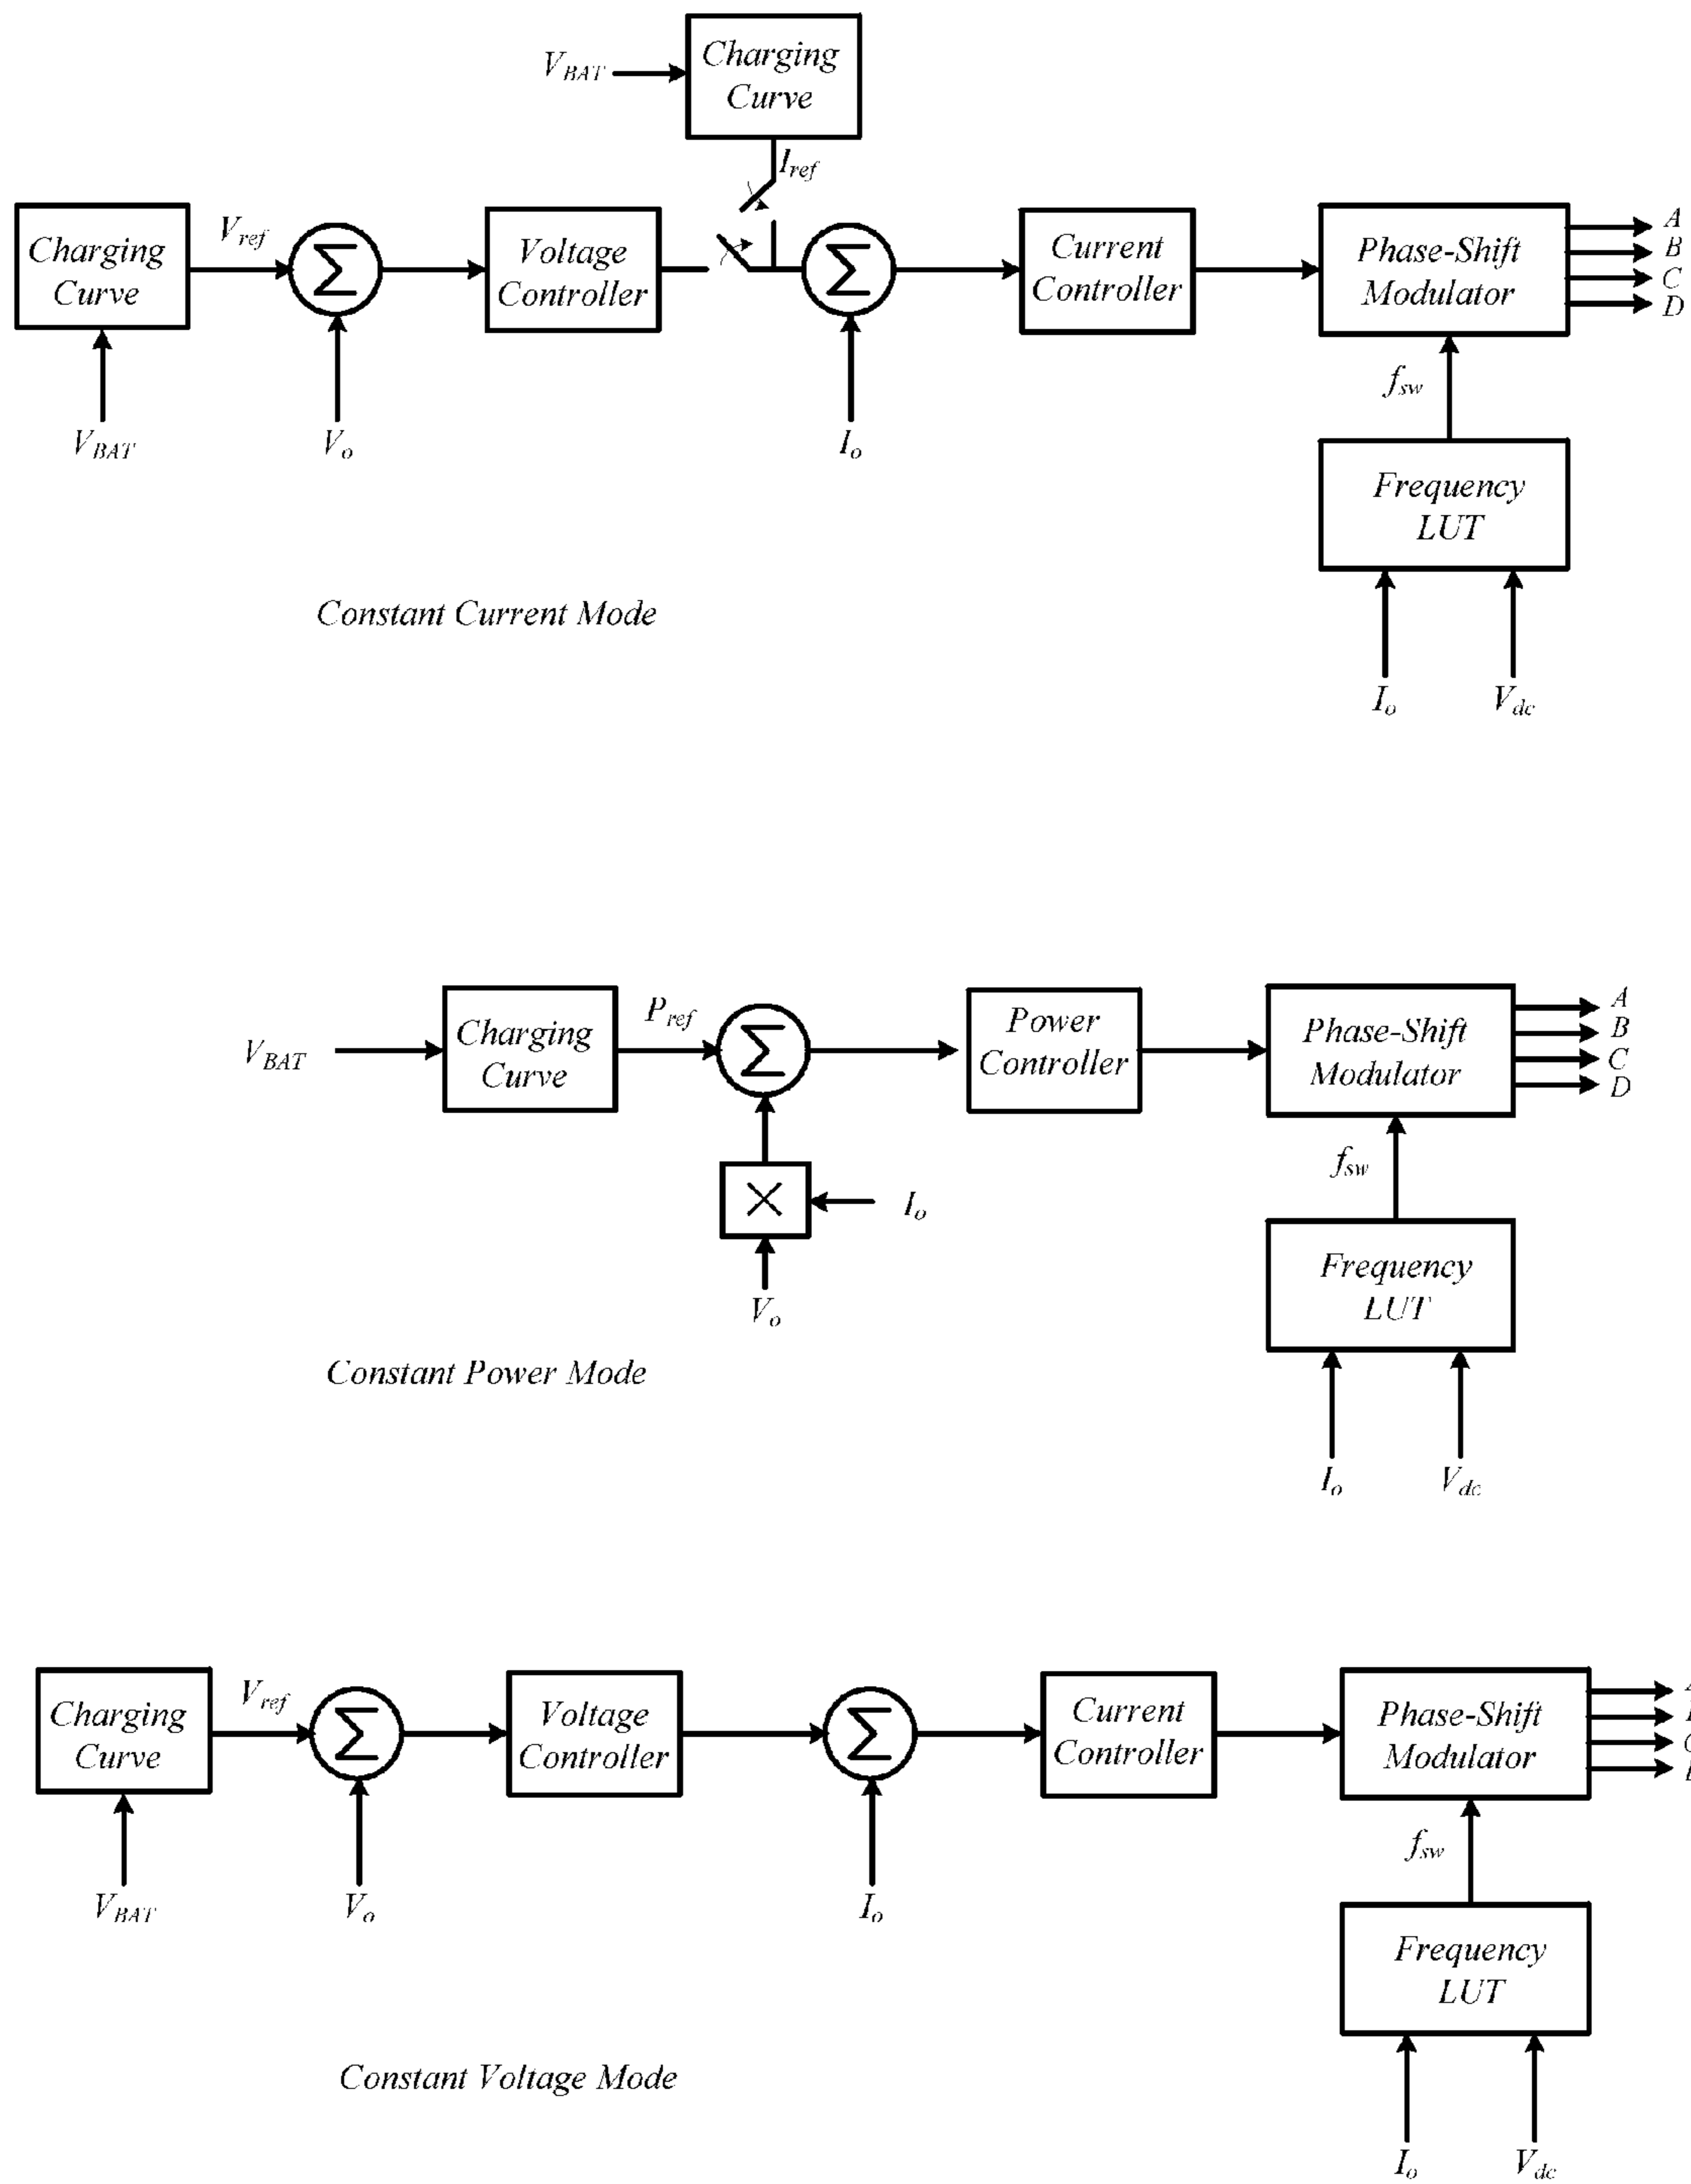 V_BAT
Charging
Curve
I_ref
Charging
Curve
V_ref
Σ
Voltage
Controller
Σ
Current
Controller
Phase-Shift
Modulator
A
B
C
D
V_BAT
V_o
I_o
f_sw
Frequency
LUT
I_o
V_dc
Constant Current Mode
V_BAT
Charging
Curve
P_ref
Σ
Power
Controller
Phase-Shift
Modulator
A
B
C
D
×
I_o
V_o
f_sw
Frequency
LUT
I_o
V_dc
Constant Power Mode
Charging
Curve
V_ref
Σ
Voltage
Controller
Σ
Current
Controller
Phase-Shift
Modulator
V_BAT
V_o
I_o
f_sw
Frequency
LUT
I_o
V_dc
Constant Voltage Mode